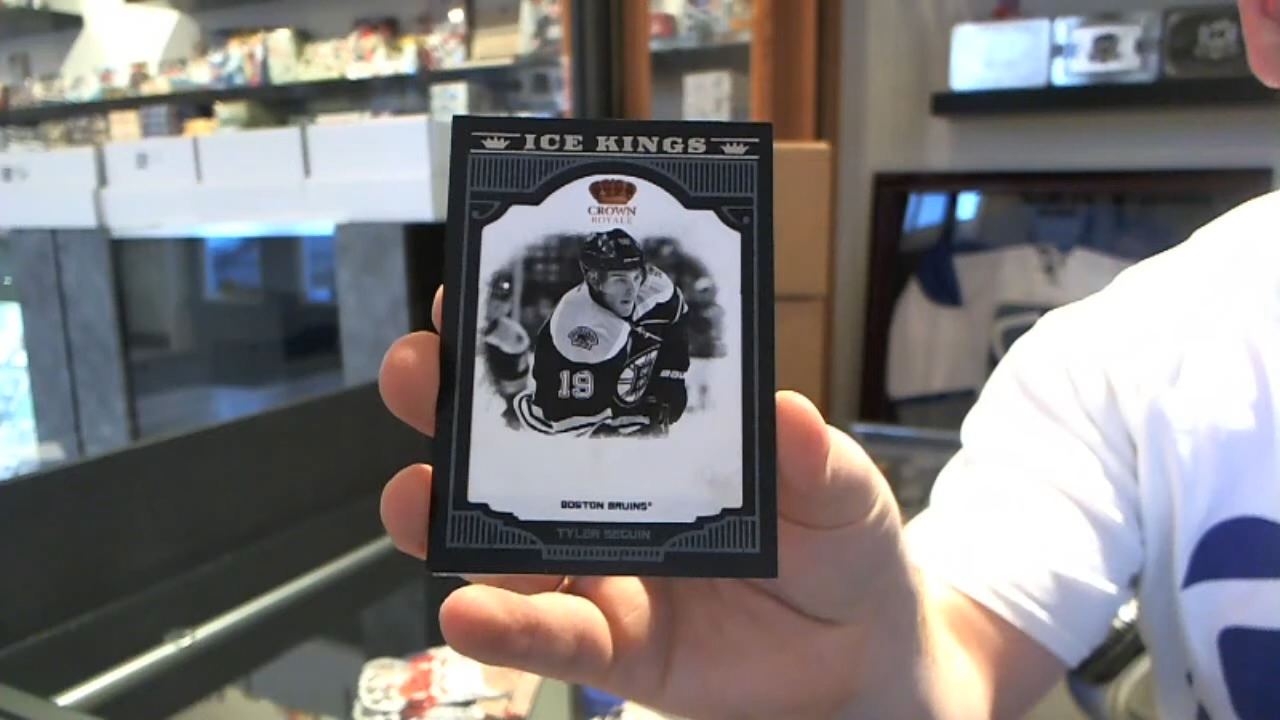 ICE KINGS
CROWN
ROYALE
19
BOSTON BRUINS®
TYLER SEGUIN